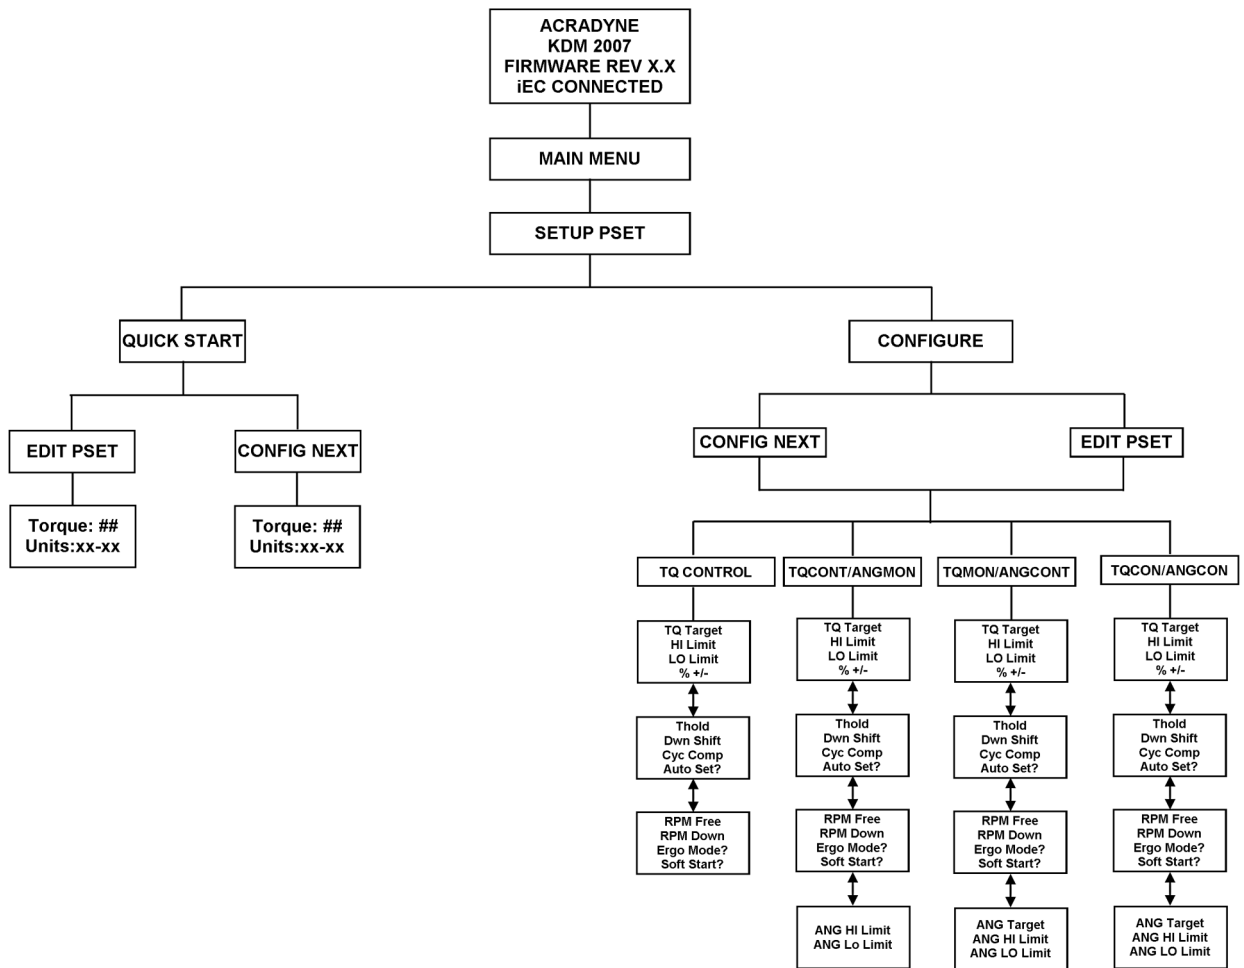 ACRADYNE
KDM 2007
FIRMWARE REV X.X
iEC CONNECTED
MAIN MENU
SETUP PSET
QUICK START
CONFIGURE
EDIT PSET
CONFIG NEXT
CONFIG NEXT
EDIT PSET
Torque: ##
Units:xx-xx
Torque: ##
Units:xx-xx
TQ CONTROL
TQCONT/ANGMON
TQMON/ANGCONT
TQCON/ANGCON
TQ Target
HI Limit
LO Limit
% +/-
TQ Target
HI Limit
LO Limit
% +/-
TQ Target
HI Limit
LO Limit
% +/-
TQ Target
HI Limit
LO Limit
% +/-
Thold
Dwn Shift
Cyc Comp
Auto Set?
Thold
Dwn Shift
Cyc Comp
Auto Set?
Thold
Dwn Shift
Cyc Comp
Auto Set?
Thold
Dwn Shift
Cyc Comp
Auto Set?
RPM Free
RPM Down
Ergo Mode?
Soft Start?
RPM Free
RPM Down
Ergo Mode?
Soft Start?
RPM Free
RPM Down
Ergo Mode?
Soft Start?
RPM Free
RPM Down
Ergo Mode?
Soft Start?
ANG HI Limit
ANG Lo Limit
ANG Target
ANG HI Limit
ANG LO Limit
ANG Target
ANG HI Limit
ANG LO Limit